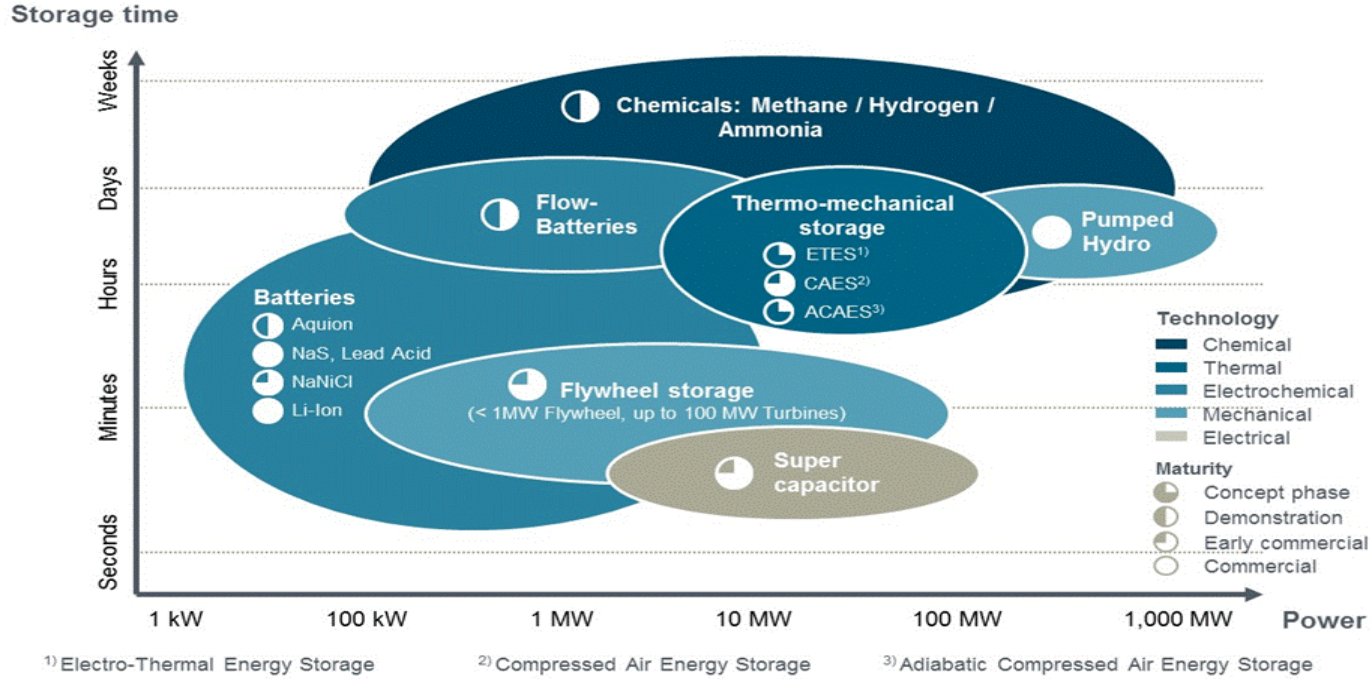 Storage time
Weeks
Days
Hours
Minutes
Seconds
Chemicals: Methane / Hydrogen /
Ammonia
Flow-
Batteries
Thermo-mechanical
storage
ETES1)
CAES2)
ACAES3)
Pumped
Hydro
Batteries
Aquion
NaS, Lead Acid
NaNiCl
Li-Ion
Flywheel storage
(< 1MW Flywheel, up to 100 MW Turbines)
Super
capacitor
Technology
Chemical
Thermal
Electrochemical
Mechanical
Electrical
Maturity
Concept phase
Demonstration
Early commercial
Commercial
1 kW
100 kW
1 MW
10 MW
100 MW
1,000 MW
Power
1) Electro-Thermal Energy Storage
2) Compressed Air Energy Storage
3) Adiabatic Compressed Air Energy Storage